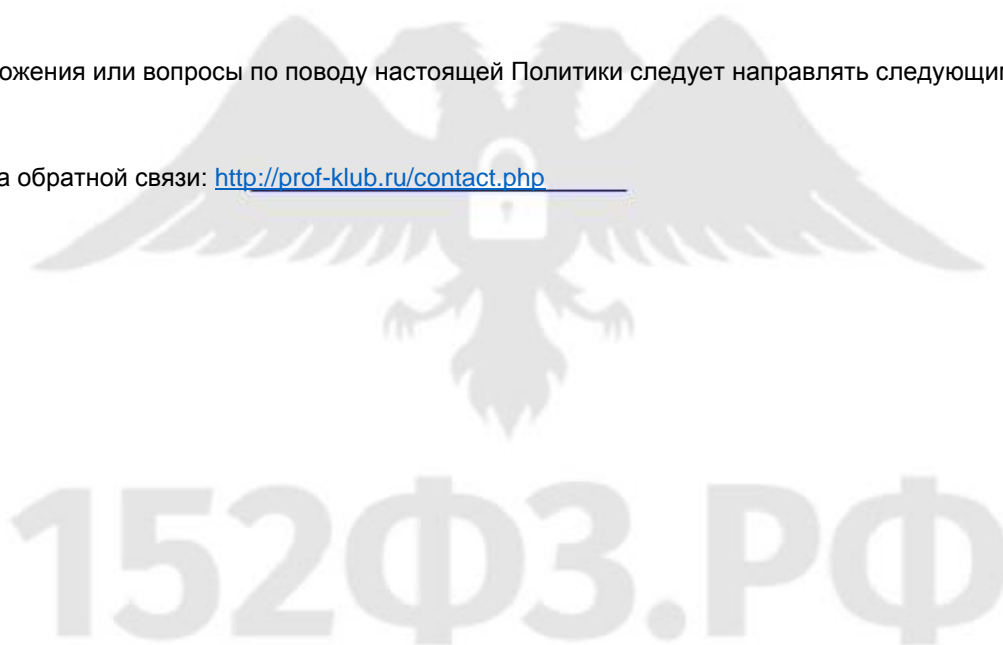 ожения или вопросы по поводу настоящей Политики следует направлять следующи
а обратной связи: http://prof-klub.ru/contact.php
152ФЗ.РФ